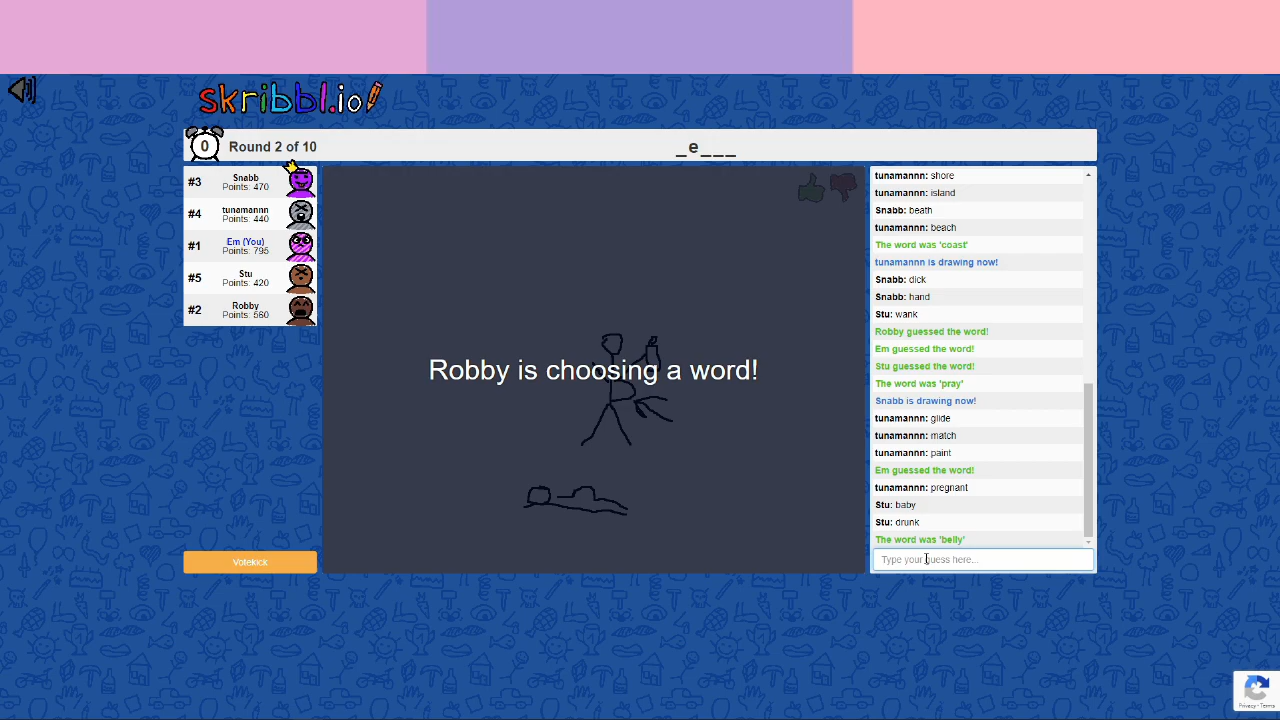 skribbl.io
0
Round 2 of 10
_e___
#3
Snabb
Points: 470
#4
tunamannn
Points: 440
#1
Em (You)
Points: 795
#5
Stu
Points: 420
#2
Robby
Points: 560
Votekick
Robby is choosing a word!
tunamannn: shore
tunamannn: island
Snabb: beath
tunamannn: beach
The word was 'coast'
tunamannn is drawing now!
Snabb: dick
Snabb: hand
Stu: wank
Robby guessed the word!
Em guessed the word!
Stu guessed the word!
The word was 'pray'
Snabb is drawing now!
tunamannn: glide
tunamannn: match
tunamannn: paint
Em guessed the word!
tunamannn: pregnant
Stu: baby
Stu: drunk
The word was 'belly'
Type your guess here...
Privacy - Terms